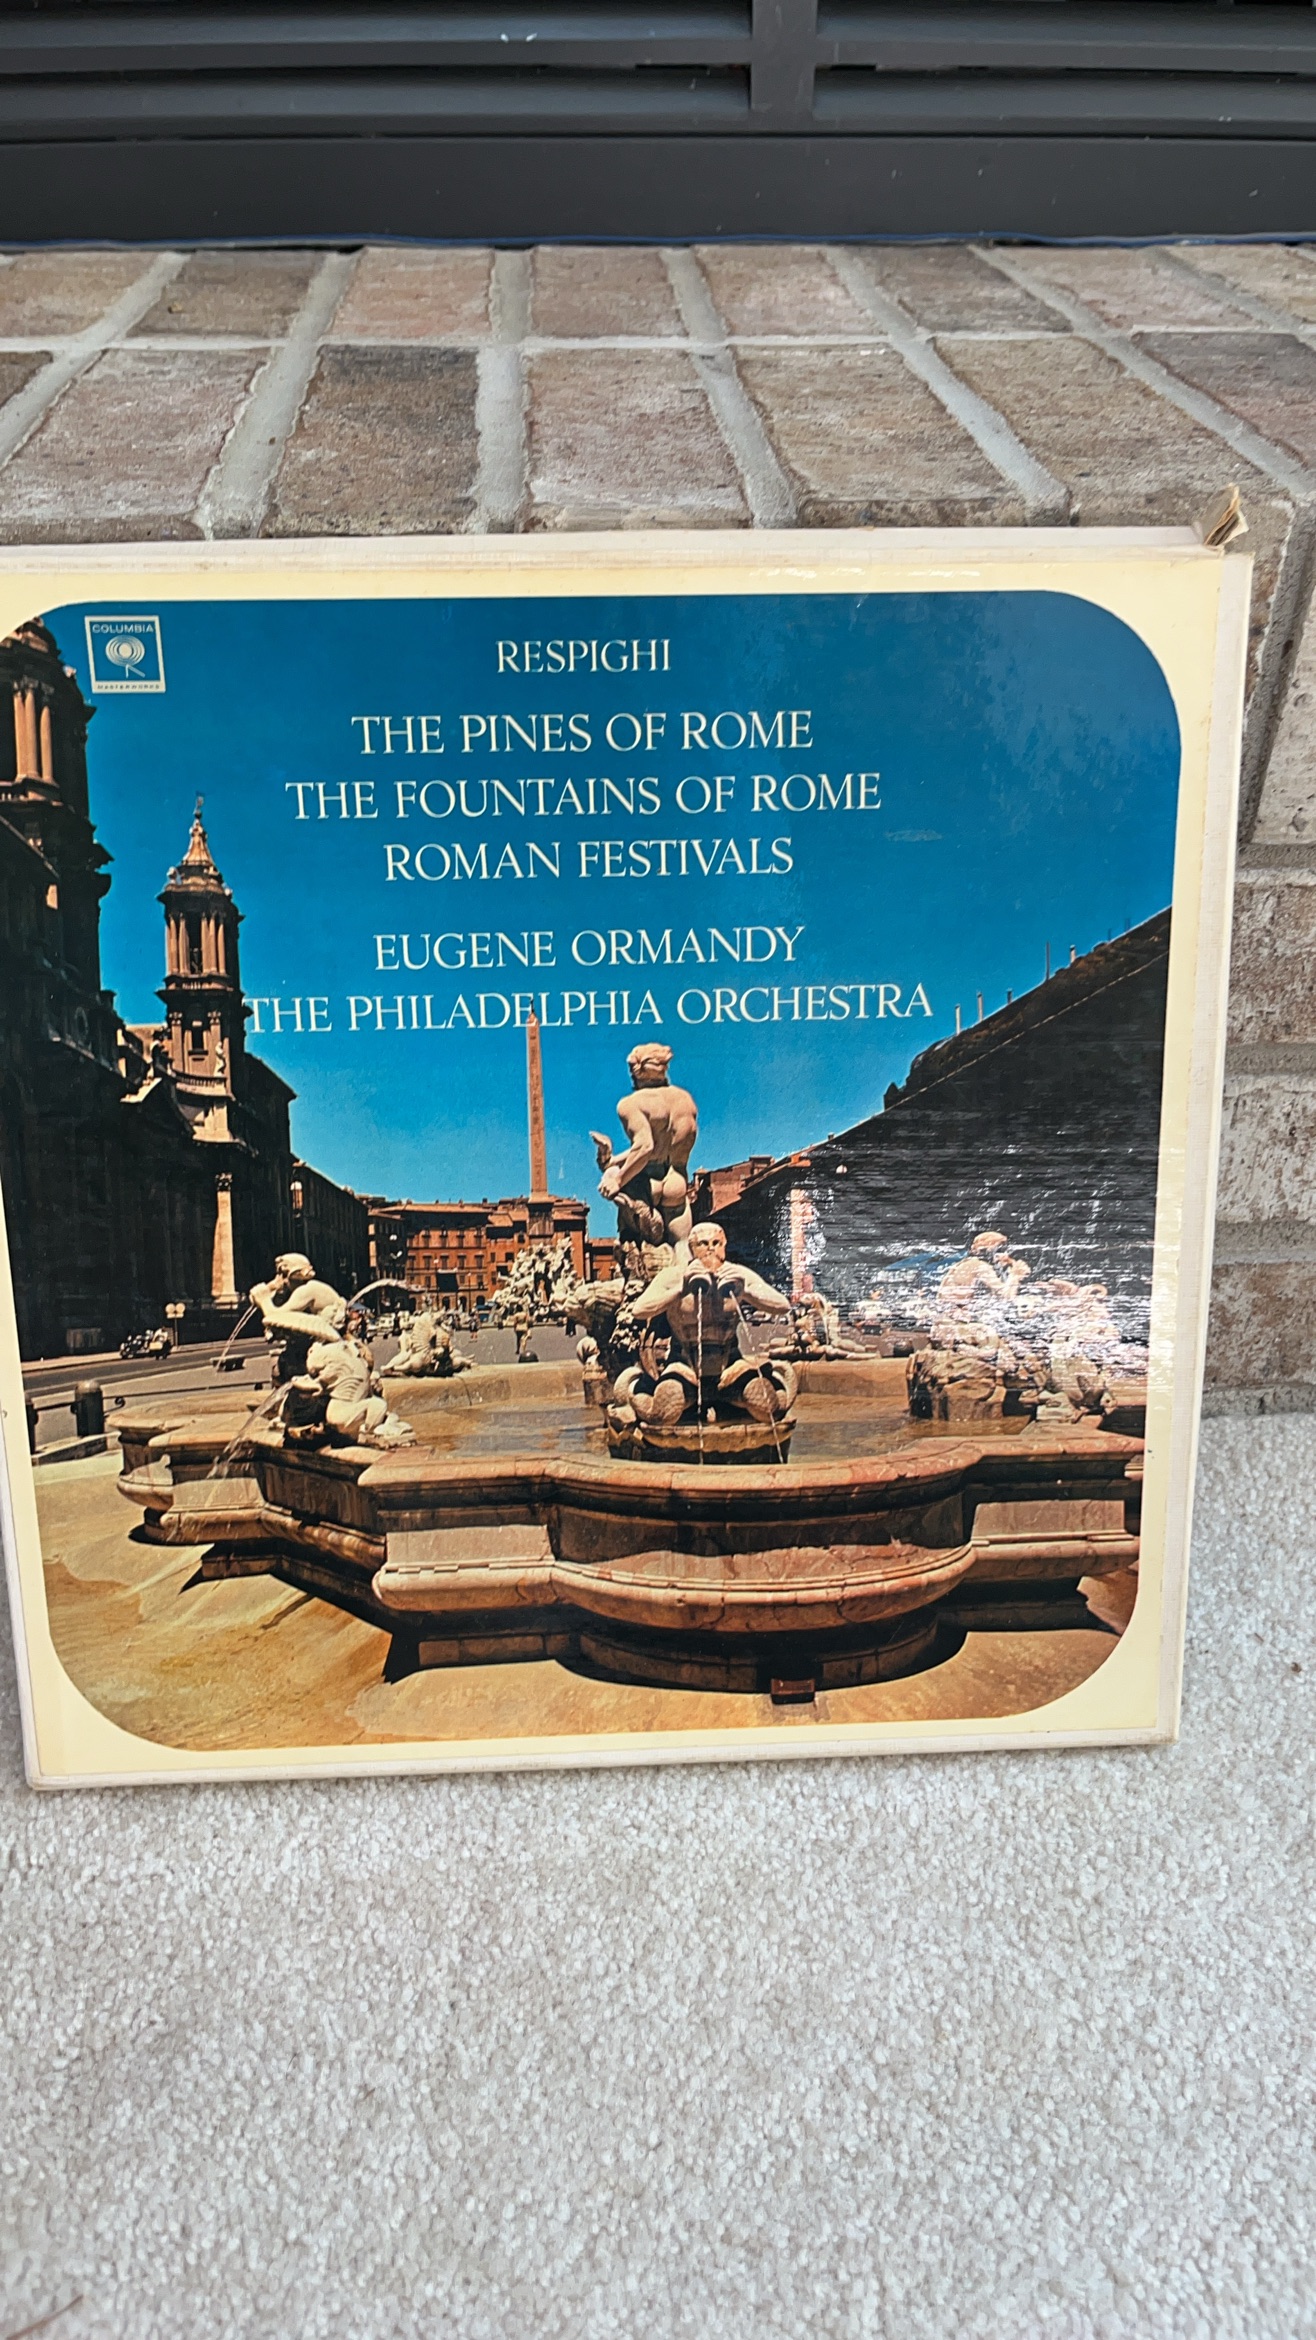 COLUMBIA
MASTERWORKS
RESPIGHI
THE PINES OF ROME
THE FOUNTAINS OF ROME
ROMAN FESTIVALS
EUGENE ORMANDY
THE PHILADELPHIA ORCHESTRA